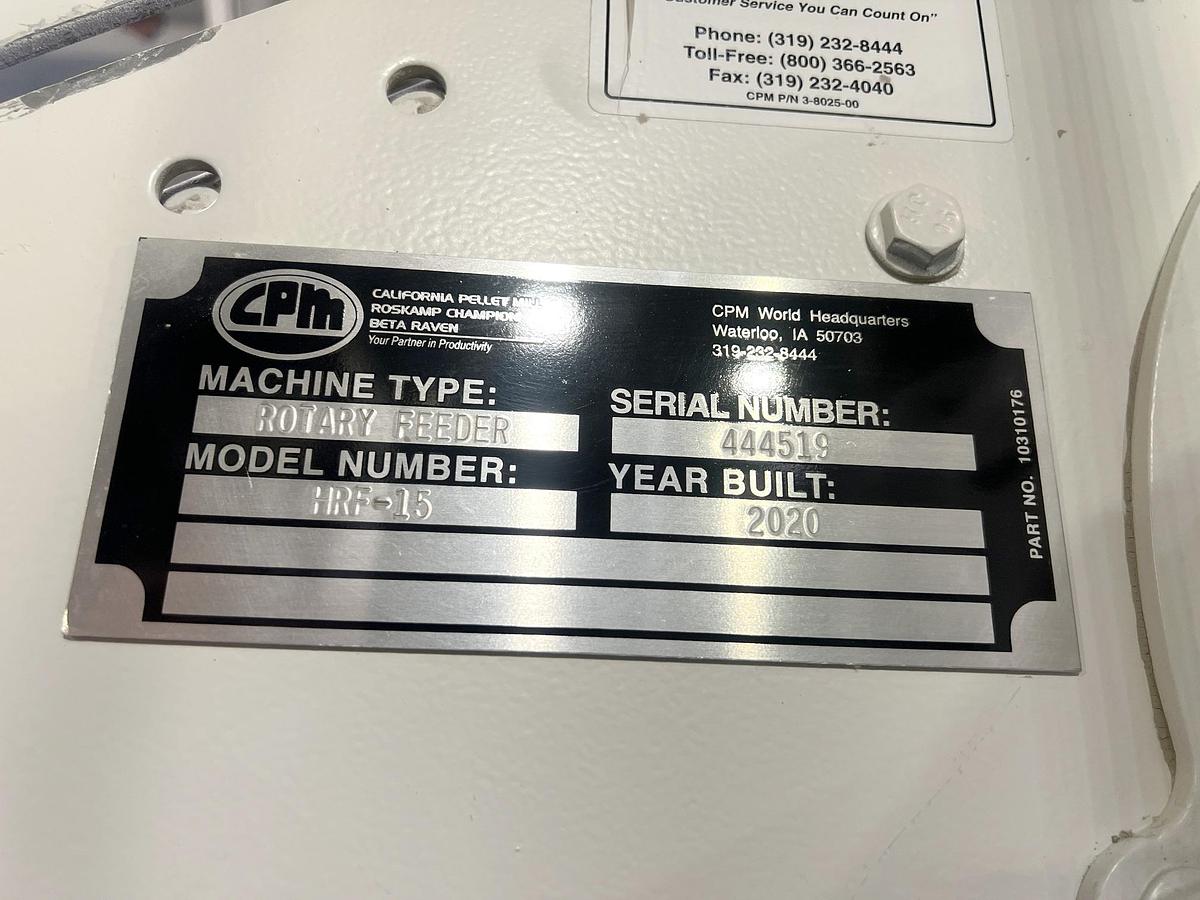 Customer Service You Can Count On"
Phone: (319) 232-8444
Toll-Free: (800) 366-2563
Fax: (319) 232-4040
CPM P/N 3-8025-00
CPM
CALIFORNIA PELLET MILL
ROSKAMP CHAMPION
BETA RAVEN
Your Partner in Productivity
CPM World Headquarters
Waterloo, IA 50703
319-232-8444
MACHINE TYPE:
ROTARY FEEDER
SERIAL NUMBER:
444519
MODEL NUMBER:
HRF-15
YEAR BUILT:
2020
PART NO. 10310176